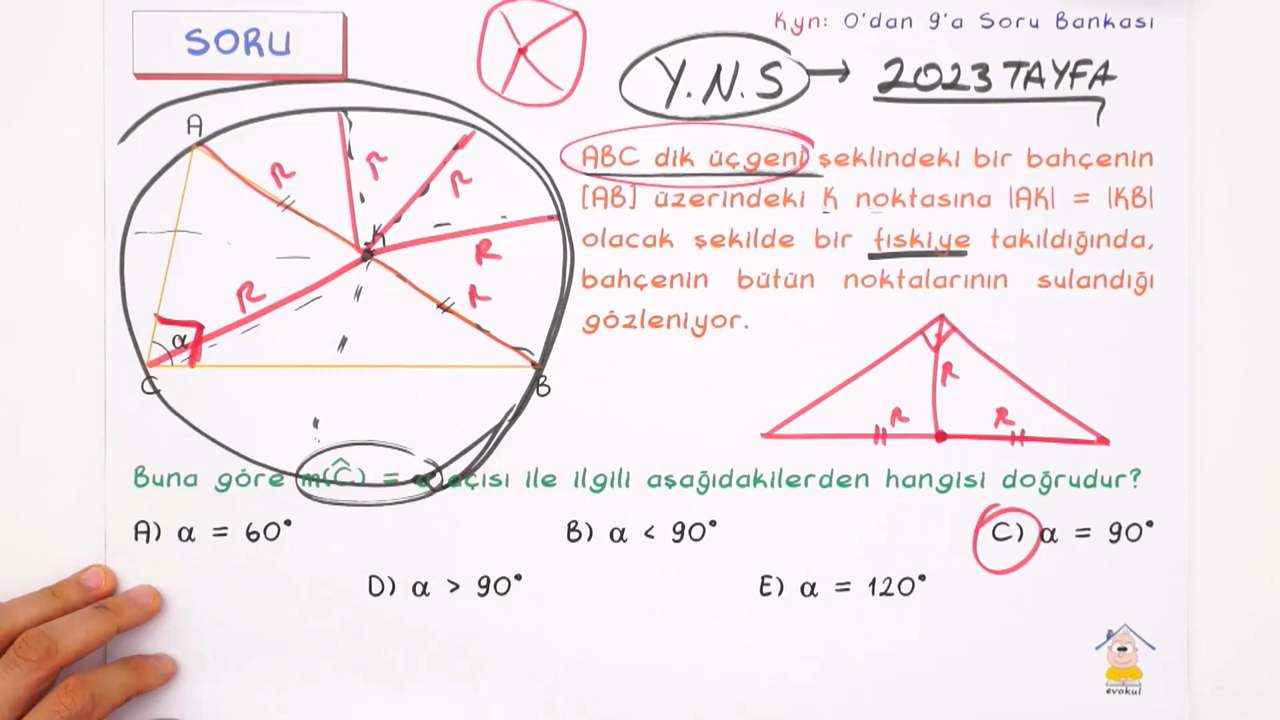 SORU
Kyn: 0'dan 9'a Soru Bankası
Y.N.S → 2023 TAYFA
ABC dik üçgeni şeklindeki bir bahçenin
[AB] üzerindeki K noktasına |AK| = |KB|
olacak şekilde bir fıskiye takıldığında,
bahçenin bütün noktalarının sulandığı
gözleniyor.
A
R
R
R
K
R
R
R
α
C
B
R
R
R
Buna göre m(Ĉ) = α açısı ile ilgili aşağıdakilerden hangisi doğrudur?
A) α = 60°
B) α < 90°
C) α = 90°
D) α > 90°
E) α = 120°
evokul